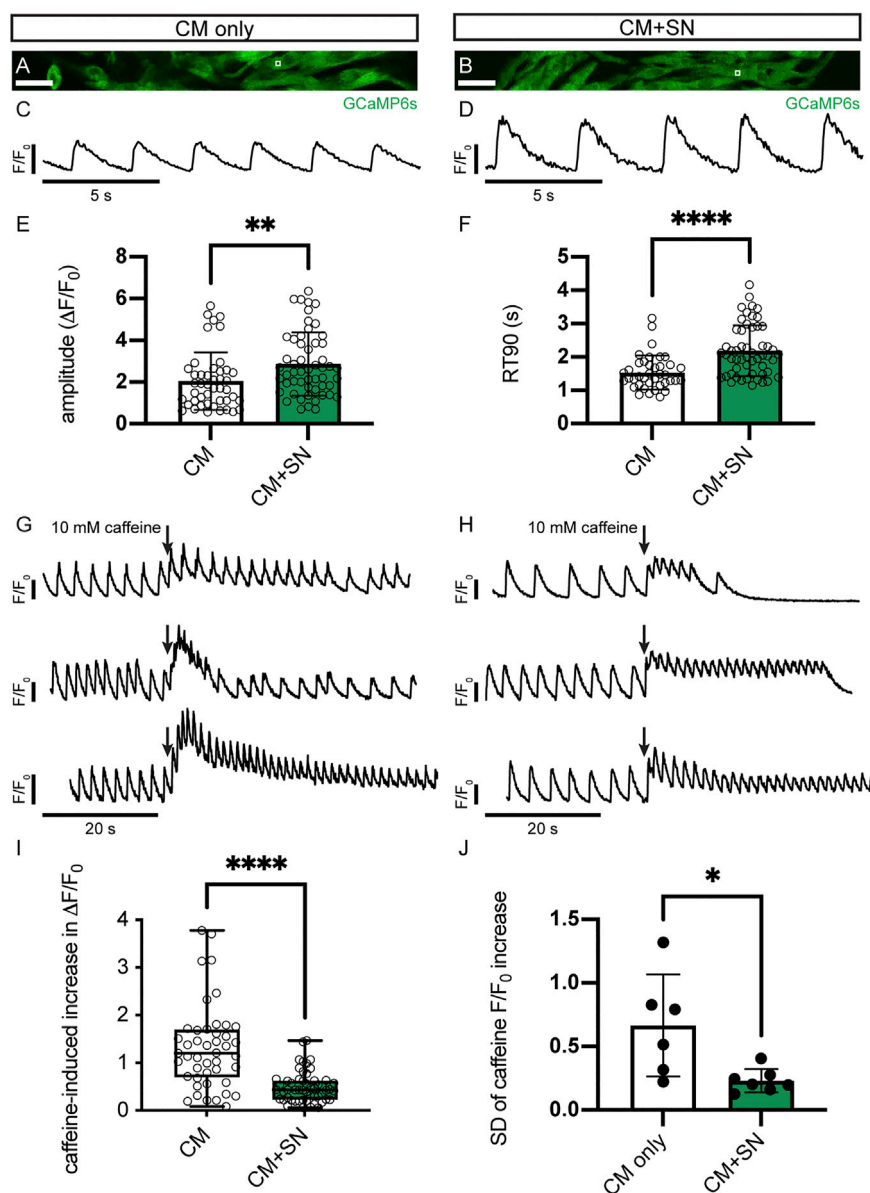 CM only
CM+SN
A
B
GCaMP6s
GCaMP6s
C
D
F/F0
F/F0
5 s
5 s
E
F
**
****
amplitude (ΔF/F0)
8
6
4
2
0
CM
CM+SN
RT90 (s)
5
4
3
2
1
0
CM
CM+SN
G
10 mM caffeine
H
10 mM caffeine
F/F0
F/F0
F/F0
F/F0
F/F0
F/F0
20 s
20 s
I
J
****
*
caffeine-induced increase in ΔF/F0
4
3
2
1
0
CM
CM+SN
SD of caffeine F/F0 increase
1.5
1.0
0.5
0.0
CM only
CM+SN